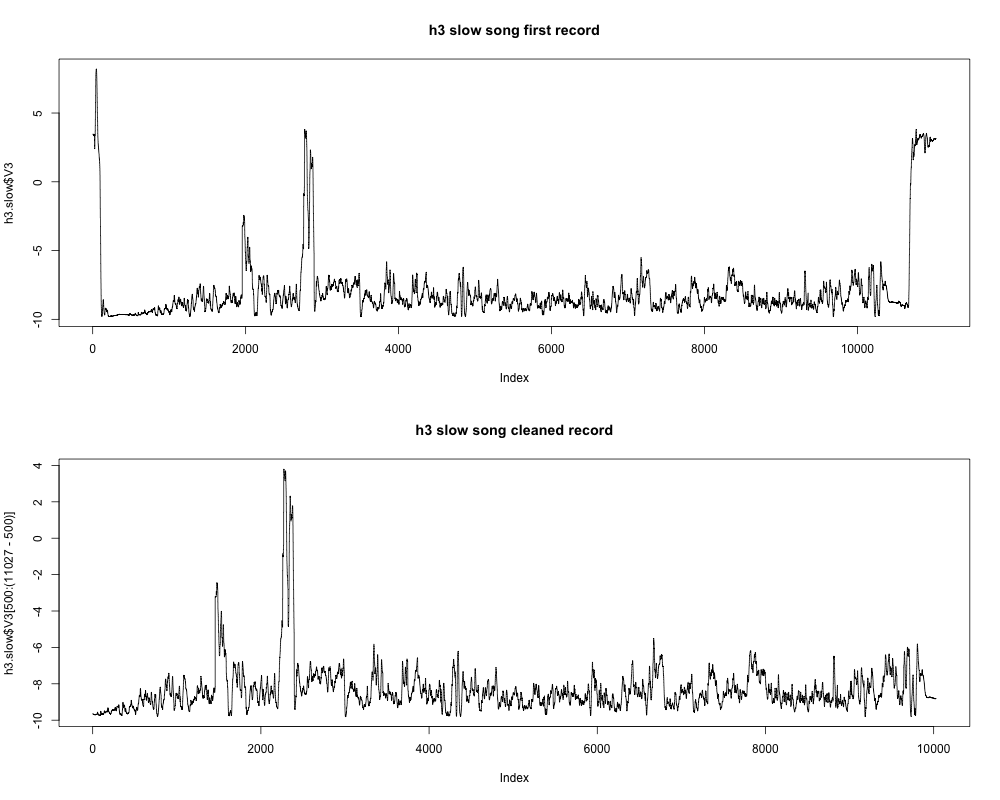 h3 slow song first record
h3.slow$V3
5
0
-5
-10
0 2000 4000 6000 8000 10000
Index
h3 slow song cleaned record
h3.slow$V3[500:(11027 - 500)]
4
2
0
-2
-4
-6
-8
-10
0 2000 4000 6000 8000 10000
Index